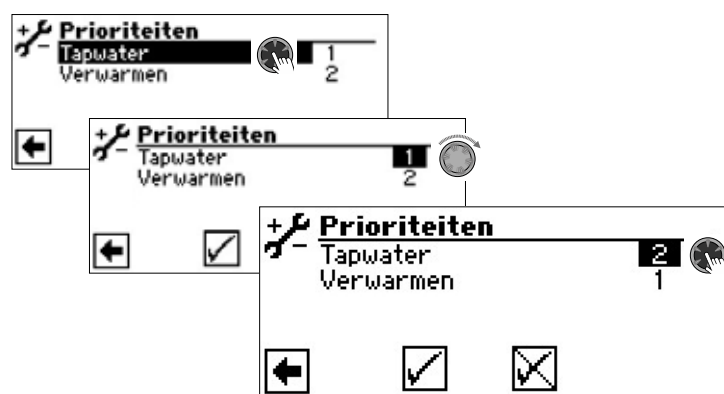 Prioriteiten
Tapwater 1
Verwarmen 2
Prioriteiten
Tapwater 1
Verwarmen 2
Prioriteiten
Tapwater 2
Verwarmen 1